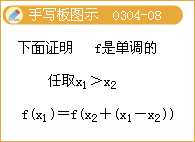 手写板图示 0304-08
下面证明 f是单调的
任取x₁＞x₂
f(x₁)=f(x₂+(x₁-x₂))